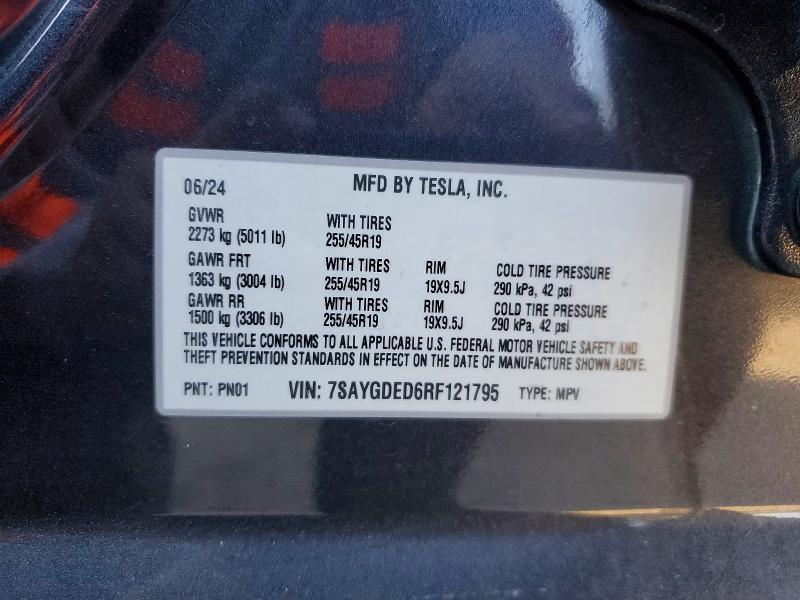 06/24 MFD BY TESLA, INC.
GVWR WITH TIRES
2273 kg (5011 lb) 255/45R19
GAWR FRT WITH TIRES RIM COLD TIRE PRESSURE
1363 kg (3004 lb) 255/45R19 19X9.5J 290 kPa, 42 psi
GAWR RR WITH TIRES RIM COLD TIRE PRESSURE
1500 kg (3306 lb) 255/45R19 19X9.5J 290 kPa, 42 psi
THIS VEHICLE CONFORMS TO ALL APPLICABLE U.S. FEDERAL MOTOR VEHICLE SAFETY AND
THEFT PREVENTION STANDARDS IN EFFECT ON THE DATE OF MANUFACTURE SHOWN ABOVE.
PNT: PN01 VIN: 7SAYGDED6RF121795 TYPE: MPV